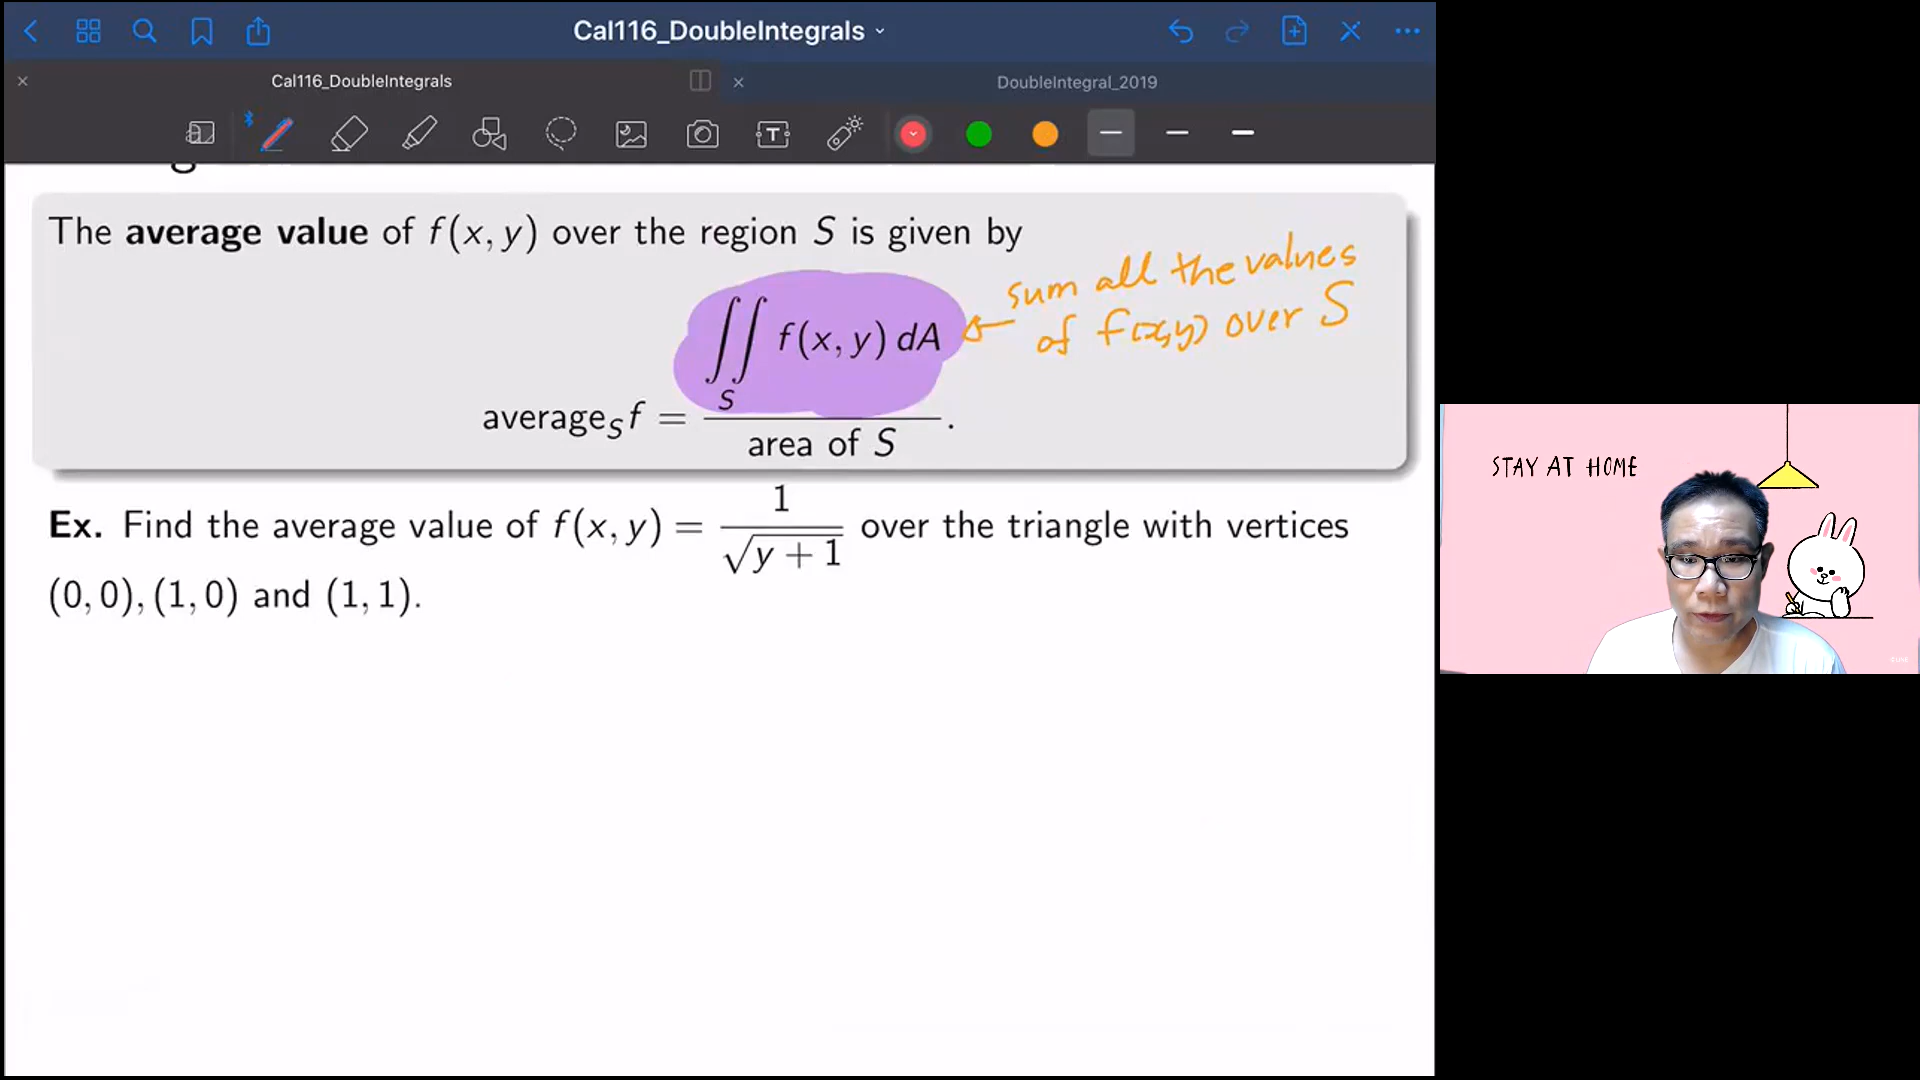 Cal116_DoubleIntegrals
Cal116_DoubleIntegrals
DoubleIntegral_2019
T
The average value of f(x, y) over the region S is given by
sum all the values
of f(x,y) over S
∬ f(x, y) dA
S
average_S f = ―――― .
area of S
Ex. Find the average value of f(x, y) = 1/√(y + 1) over the triangle with vertices
(0, 0), (1, 0) and (1, 1).
STAY AT HOME